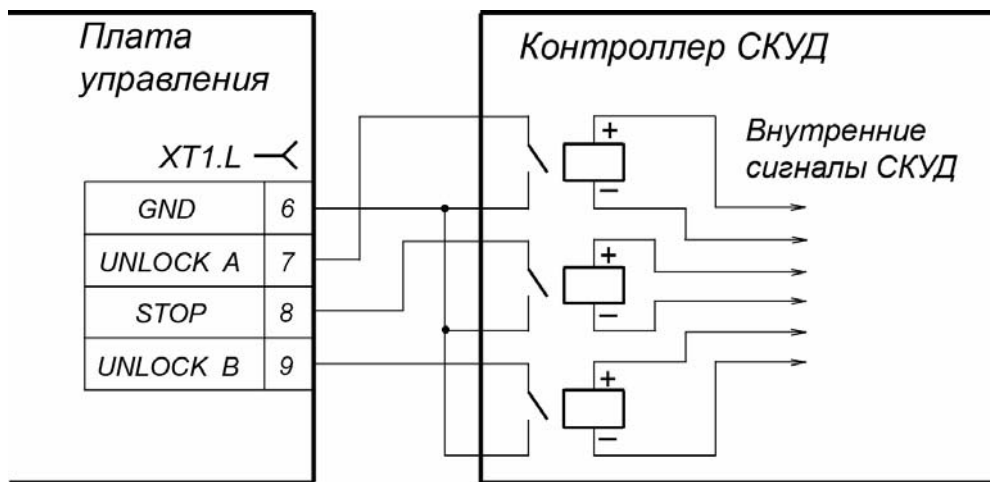 Плата
управления
Контроллер СКУД
XT1.L
Внутренние
сигналы СКУД
GND 6
UNLOCK A 7
STOP 8
UNLOCK B 9
+
−
+
−
+
−